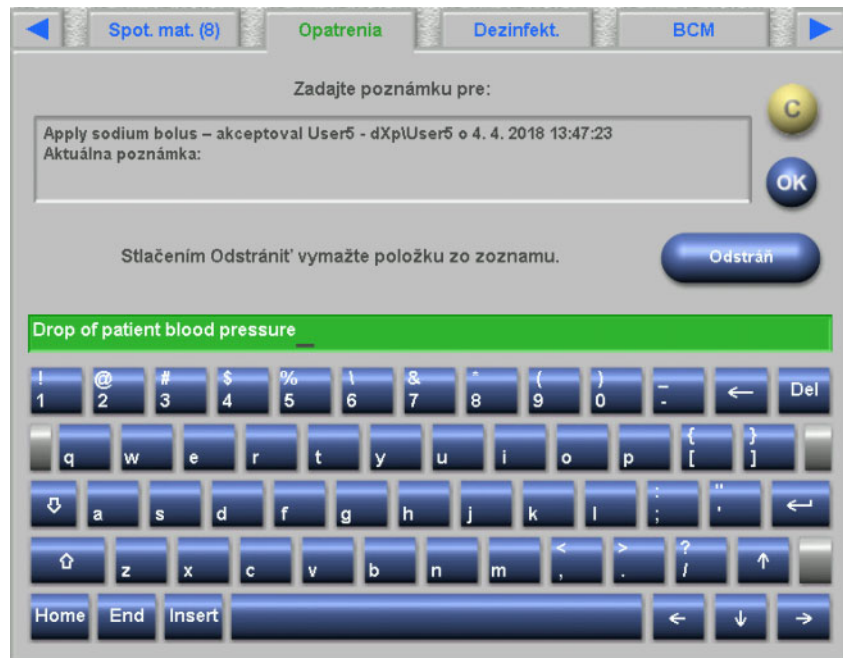 Spot. mat. (8) Opatrenia Dezinfekt. BCM
Zadajte poznámku pre:
C
Apply sodium bolus – akceptoval User5 - dXp\User5 o 4. 4. 2018 13:47:23
Aktuálna poznámka:
OK
Stlačením Odstrániť vymažte položku zo zoznamu.
Odstráň
Drop of patient blood pressure_
! @ # $ % \ & * ( ) _
1 2 3 4 5 6 7 8 9 0 - ← Del
{ }
q w e r t y u i o p [ ]
: "
a s d f g h j k l ; '
< > ?
z x c v b n m , . / ↑
Home End Insert ← ↓ →